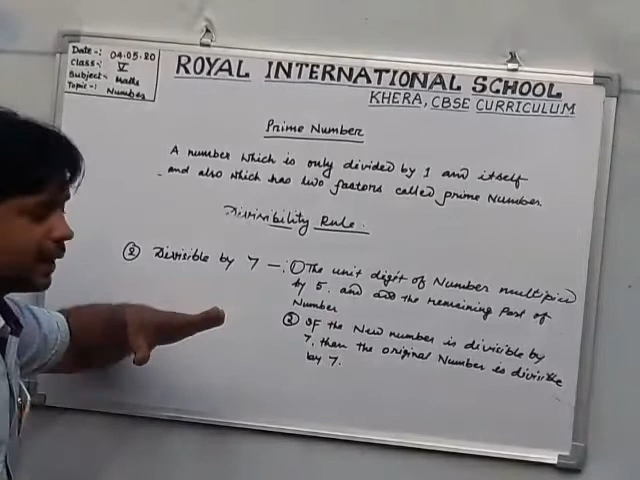 Date-: 04.05.20
Class-: V
Subject- Maths
Topic-: Number
ROYAL INTERNATIONAL SCHOOL
KHERA, CBSE CURRICULUM
Prime Number
A number which is only divided by 1 and itself
and also which has two factors called prime Number.
Divisibility Rule:
② Divisible by 7 -: ① The unit digit of Number multipied
by 5. and add the remaining Part of
Number
② If the New number is divisible by
7. then the original Number is divisible
by 7.